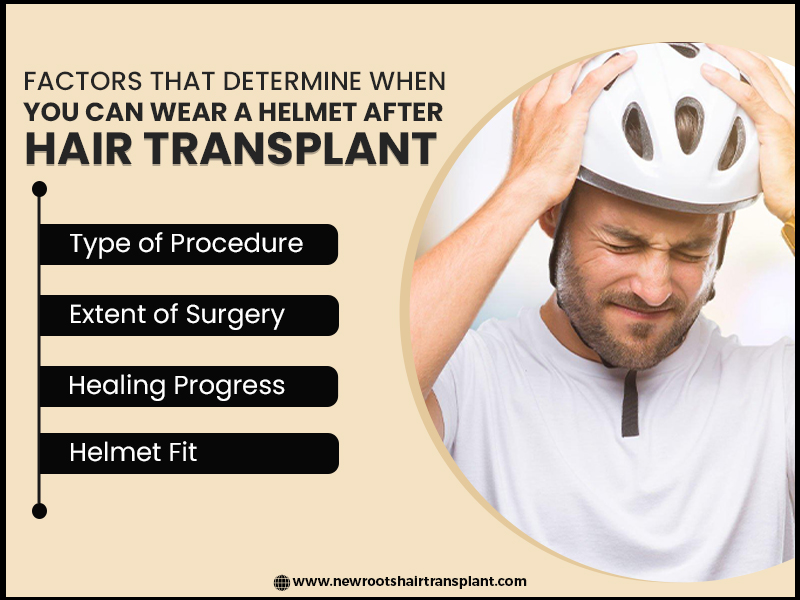 FACTORS THAT DETERMINE WHEN
YOU CAN WEAR A HELMET AFTER
HAIR TRANSPLANT
Type of Procedure
Extent of Surgery
Healing Progress
Helmet Fit
www.newrootshairtransplant.com